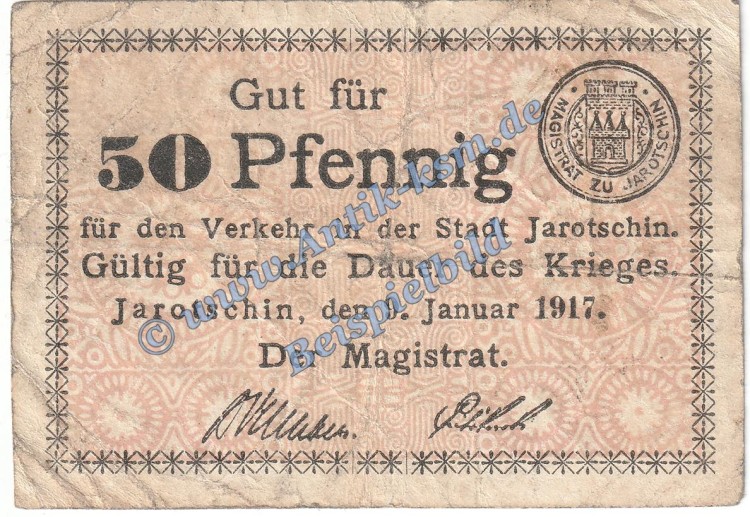 Gut für
50 Pfennig
MAGISTRAT ZU JAROTSCHIN
für den Verkehr in der Stadt Jarotschin.
Gültig für die Dauer des Krieges.
Jarotschin, den 9. Januar 1917.
Der Magistrat.
© www.Antik-ksm.de
Beispielbild